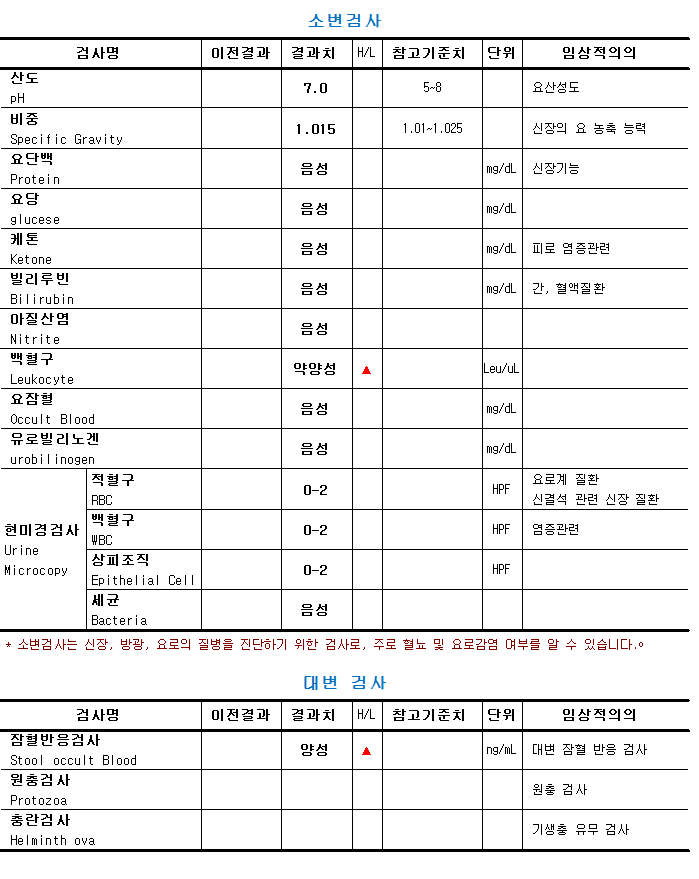 소변검사
검사명 이전결과 결과치 H/L 참고기준치 단위 임상적의의
산도
pH 7.0 5~8 요산성도
비중
Specific Gravity 1.015 1.01~1.025 신장의 요 농축 능력
요단백
Protein 음성 mg/dL 신장기능
요당
glucese 음성 mg/dL
케톤
Ketone 음성 mg/dL 피로 염증관련
빌리루빈
Bilirubin 음성 mg/dL 간, 혈액질환
아질산염
Nitrite 음성
백혈구
Leukocyte 약양성 ▲ Leu/uL
요잠혈
Occult Blood 음성 mg/dL
유로빌리노겐
urobilinogen 음성 mg/dL
현미경검사
Urine
Microcopy
적혈구
RBC 0-2 HPF 요로계 질환
신결석 관련 신장 질환
백혈구
WBC 0-2 HPF 염증관련
상피조직
Epithelial Cell 0-2 HPF
세균
Bacteria 음성
* 소변검사는 신장, 방광, 요로의 질병을 진단하기 위한 검사로, 주로 혈뇨 및 요로감염 여부를 알 수 있습니다.。
대변 검사
검사명 이전결과 결과치 H/L 참고기준치 단위 임상적의의
잠혈반응검사
Stool occult Blood 양성 ▲ ng/mL 대변 잠혈 반응 검사
원충검사
Protozoa 원충 검사
충란검사
Helminth ova 기생충 유무 검사